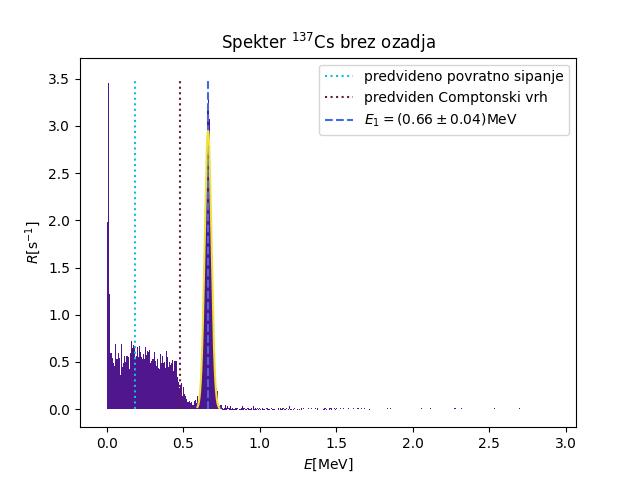 Spekter ¹³⁷Cs brez ozadja
predvideno povratno sipanje
predviden Comptonski vrh
E₁ = (0.66 ± 0.04)MeV
R[s⁻¹]
3.5
3.0
2.5
2.0
1.5
1.0
0.5
0.0
0.0 0.5 1.0 1.5 2.0 2.5 3.0
E[MeV]